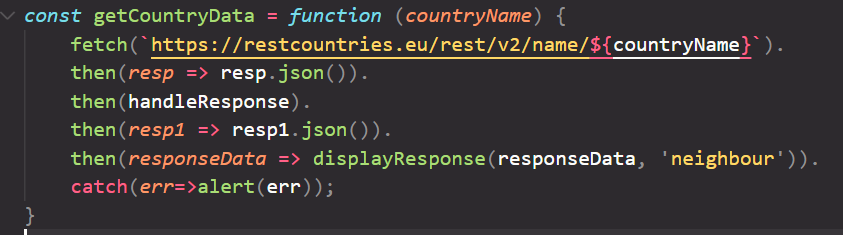 const getCountryData = function (countryName) {
    fetch(`https://restcountries.eu/rest/v2/name/${countryName}`).
    then(resp => resp.json()).
    then(handleResponse).
    then(resp1 => resp1.json()).
    then(responseData => displayResponse(responseData, 'neighbour')).
    catch(err=>alert(err));
}